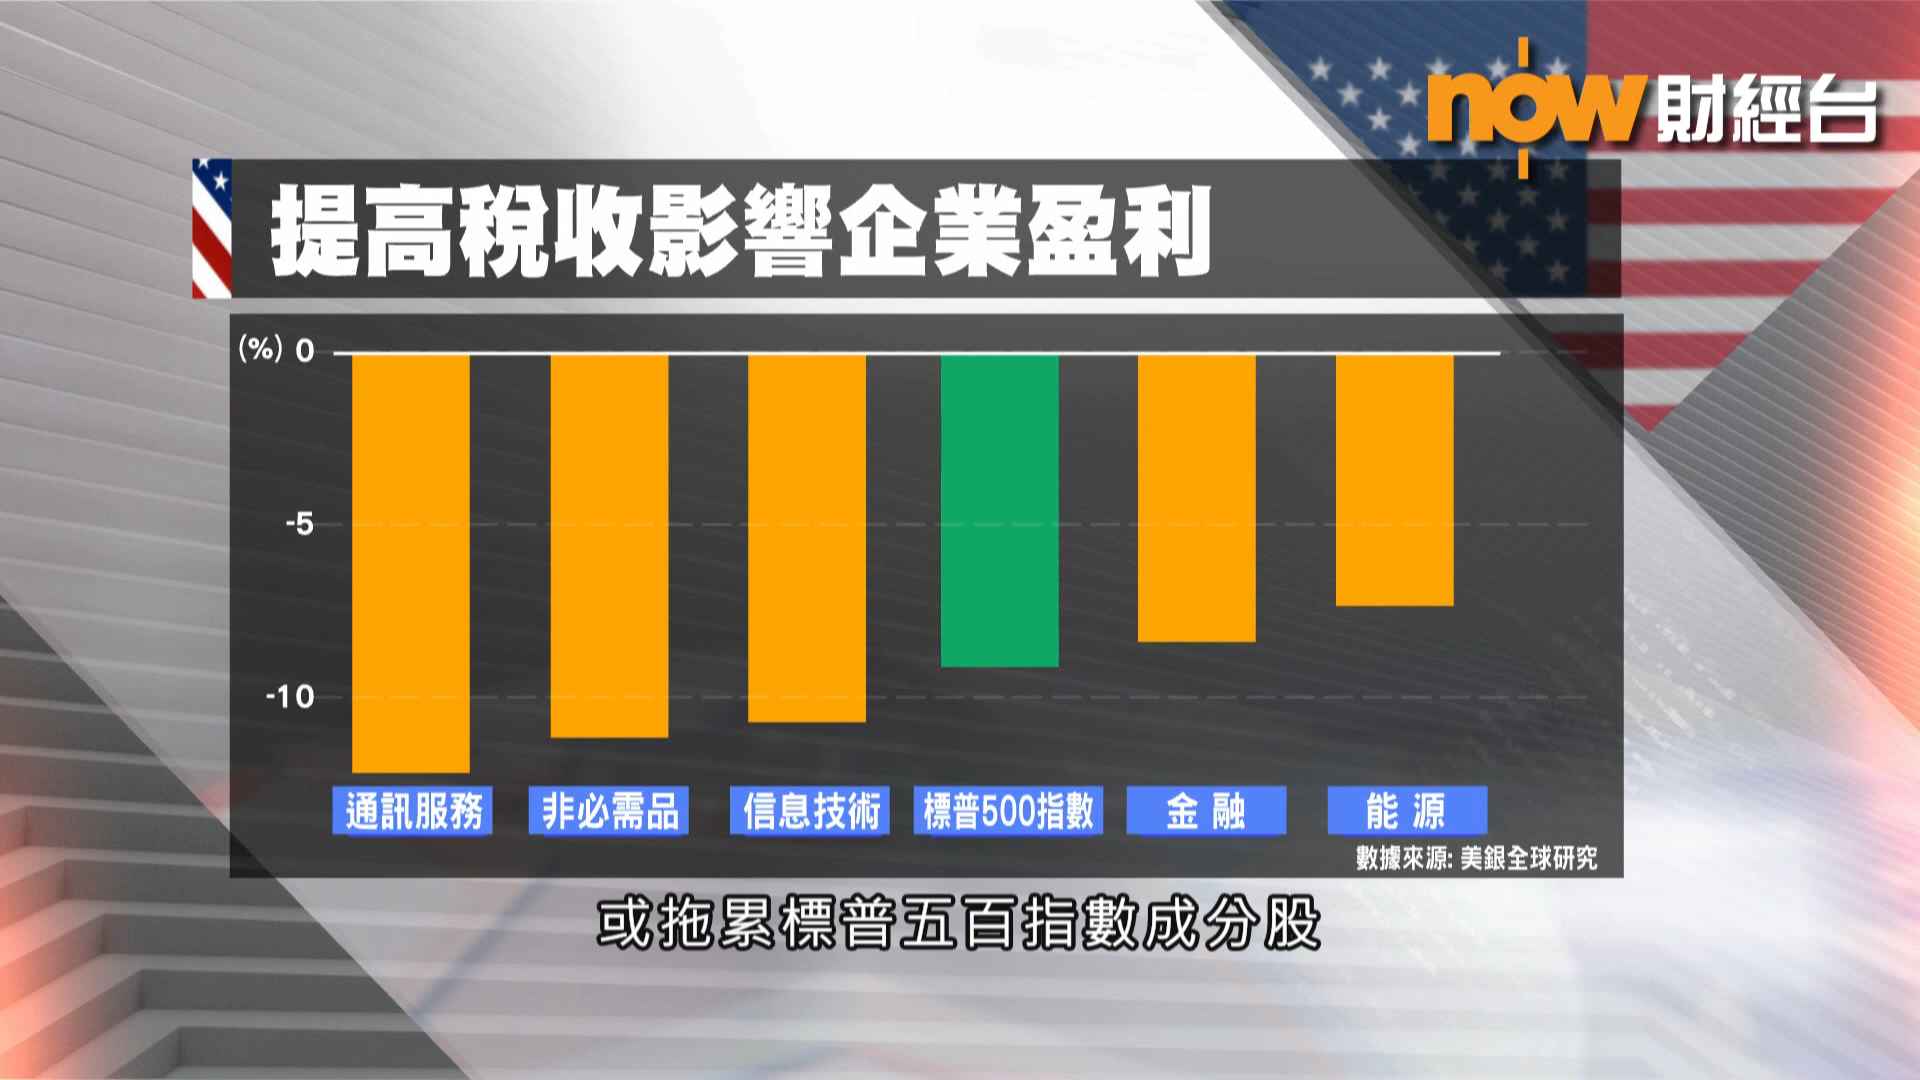 now財經台
提高稅收影響企業盈利
(%) 0
-5
-10
通訊服務 非必需品 信息技術 標普500指數 金融 能源
數據來源: 美銀全球研究
或拖累標普五百指數成分股